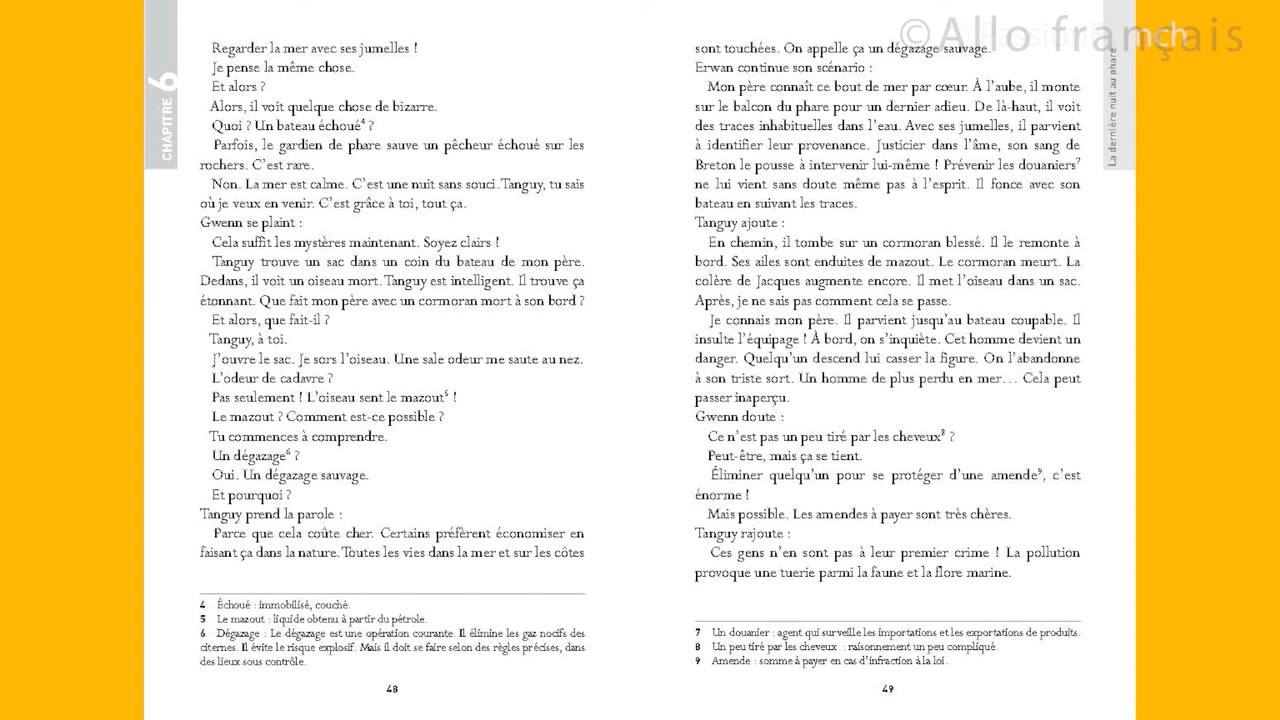 ©Allo français
CHAPITRE 6
Regarder la mer avec ses jumelles !
Je pense la même chose.
Et alors ?
Alors, il voit quelque chose de bizarre.
Quoi ? Un bateau échoué⁴ ?
Parfois, le gardien de phare sauve un pêcheur échoué sur les
rochers. C'est rare.
Non. La mer est calme. C'est une nuit sans souci. Tanguy, tu sais
où je veux en venir. C'est grâce à toi, tout ça.
Gwenn se plaint :
Cela suffit les mystères maintenant. Soyez clairs !
Tanguy trouve un sac dans un coin du bateau de mon père.
Dedans, il voit un oiseau mort. Tanguy est intelligent. Il trouve ça
étonnant. Que fait mon père avec un cormoran mort à son bord ?
Et alors, que fait-il ?
Tanguy, à toi.
J'ouvre le sac. Je sors l'oiseau. Une sale odeur me saute au nez.
L'odeur de cadavre ?
Pas seulement ! L'oiseau sent le mazout⁵ !
Le mazout ? Comment est-ce possible ?
Tu commences à comprendre.
Un dégazage⁶ ?
Oui. Un dégazage sauvage.
Et pourquoi ?
Tanguy prend la parole :
Parce que cela coûte cher. Certains préfèrent économiser en
faisant ça dans la nature. Toutes les vies dans la mer et sur les côtes
4 Échoué : immobilisé, couché.
5 Le mazout : liquide obtenu à partir du pétrole.
6 Dégazage : Le dégazage est une opération courante. Il élimine les gaz nocifs des
citernes. Il évite le risque explosif. Mais il doit se faire selon des règles précises, dans
des lieux sous contrôle.
48
La dernière nuit au phare
sont touchées. On appelle ça un dégazage sauvage.
Erwan continue son scénario :
Mon père connaît ce bout de mer par cœur. À l'aube, il monte
sur le balcon du phare pour un dernier adieu. De là-haut, il voit
des traces inhabituelles dans l'eau. Avec ses jumelles, il parvient
à identifier leur provenance. Justicier dans l'âme, son sang de
Breton le pousse à intervenir lui-même ! Prévenir les douaniers⁷
ne lui vient sans doute même pas à l'esprit. Il fonce avec son
bateau en suivant les traces.
Tanguy ajoute :
En chemin, il tombe sur un cormoran blessé. Il le remonte à
bord. Ses ailes sont enduites de mazout. Le cormoran meurt. La
colère de Jacques augmente encore. Il met l'oiseau dans un sac.
Après, je ne sais pas comment cela se passe.
Je connais mon père. Il parvient jusqu'au bateau coupable. Il
insulte l'équipage ! À bord, on s'inquiète. Cet homme devient un
danger. Quelqu'un descend lui casser la figure. On l'abandonne
à son triste sort. Un homme de plus perdu en mer… Cela peut
passer inaperçu.
Gwenn doute :
Ce n'est pas un peu tiré par les cheveux⁸ ?
Peut-être, mais ça se tient.
Éliminer quelqu'un pour se protéger d'une amende⁹, c'est
énorme !
Mais possible. Les amendes à payer sont très chères.
Tanguy rajoute :
Ces gens n'en sont pas à leur premier crime ! La pollution
provoque une tuerie parmi la faune et la flore marine.
7 Un douanier : agent qui surveille les importations et les exportations de produits.
8 Un peu tiré par les cheveux : raisonnement un peu compliqué.
9 Amende : somme à payer en cas d'infraction à la loi.
49